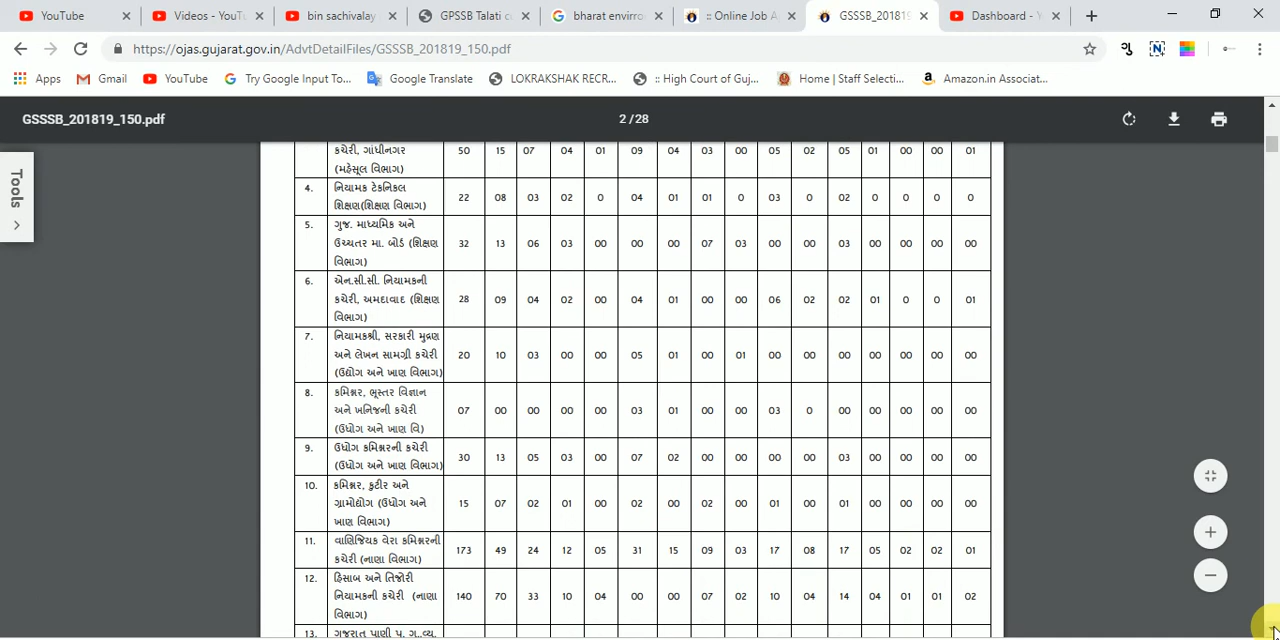 YouTube
Videos - YouTu
bin sachivalay
GPSSB Talati c
bharat envirro
:: Online Job A
GSSSB_20181
Dashboard - Y
https://ojas.gujarat.gov.in/AdvtDetailFiles/GSSSB_201819_150.pdf
Apps Gmail YouTube Try Google Input To... Google Translate LOKRAKSHAK RECR... :: High Court of Guj... Home | Staff Selecti... Amazon.in Associat...
GSSSB_201819_150.pdf 2 / 28
Tools
કચેરી, ગાંધીનગર 50 15 07 04 01 09 04 03 00 05 02 05 01 00 00 01
(મહેસૂલ વિભાગ)
4. નિયામક ટેકનિકલ
શિક્ષણ(શિક્ષણ વિભાગ) 22 08 03 02 0 04 01 01 0 03 0 02 0 0 0 0
5. ગુજ. માધ્યમિક અને
ઉચ્ચતર મા. બોર્ડ (શિક્ષણ 32 13 06 03 00 00 00 07 03 00 00 03 00 00 00 00
વિભાગ)
6. એન.સી.સી. નિયામકની
કચેરી, અમદાવાદ (શિક્ષણ 28 09 04 02 00 04 01 00 00 06 02 02 01 0 0 01
વિભાગ)
7. નિયામકશ્રી, સરકારી મુદ્રણ
અને લેખન સામગ્રી કચેરી 20 10 03 00 00 05 01 00 01 00 00 00 00 00 00 00
(ઉદ્યોગ અને ખાણ વિભાગ)
8. કમિશ્નર, ભૂસ્તર વિજ્ઞાન
અને ખનિજની કચેરી 07 00 00 00 00 03 01 00 00 03 0 00 00 00 00 00
(ઉધોગ અને ખાણ વિ)
9. ઉધોગ કમિશ્નરની કચેરી
(ઉધોગ અને ખાણ વિભાગ) 30 13 05 03 00 07 02 00 00 00 00 03 00 00 00 00
10. કમિશ્નર, કુટીર અને
ગ્રામોદ્યોગ (ઉધોગ અને 15 07 02 01 00 02 00 02 00 01 00 01 00 00 00 00
ખાણ વિભાગ)
11. વાણિજિયક વેરા કમિશ્નરની
કચેરી (નાણા વિભાગ) 173 49 24 12 05 31 15 09 03 17 08 17 05 02 02 01
12. હિસાબ અને તિજોરી
નિયામકની કચેરી (નાણા 140 70 33 10 04 00 00 07 02 10 04 14 04 01 01 02
વિભાગ)
13. ગુજરાત પાણી પુ. ગ.વ્ય.